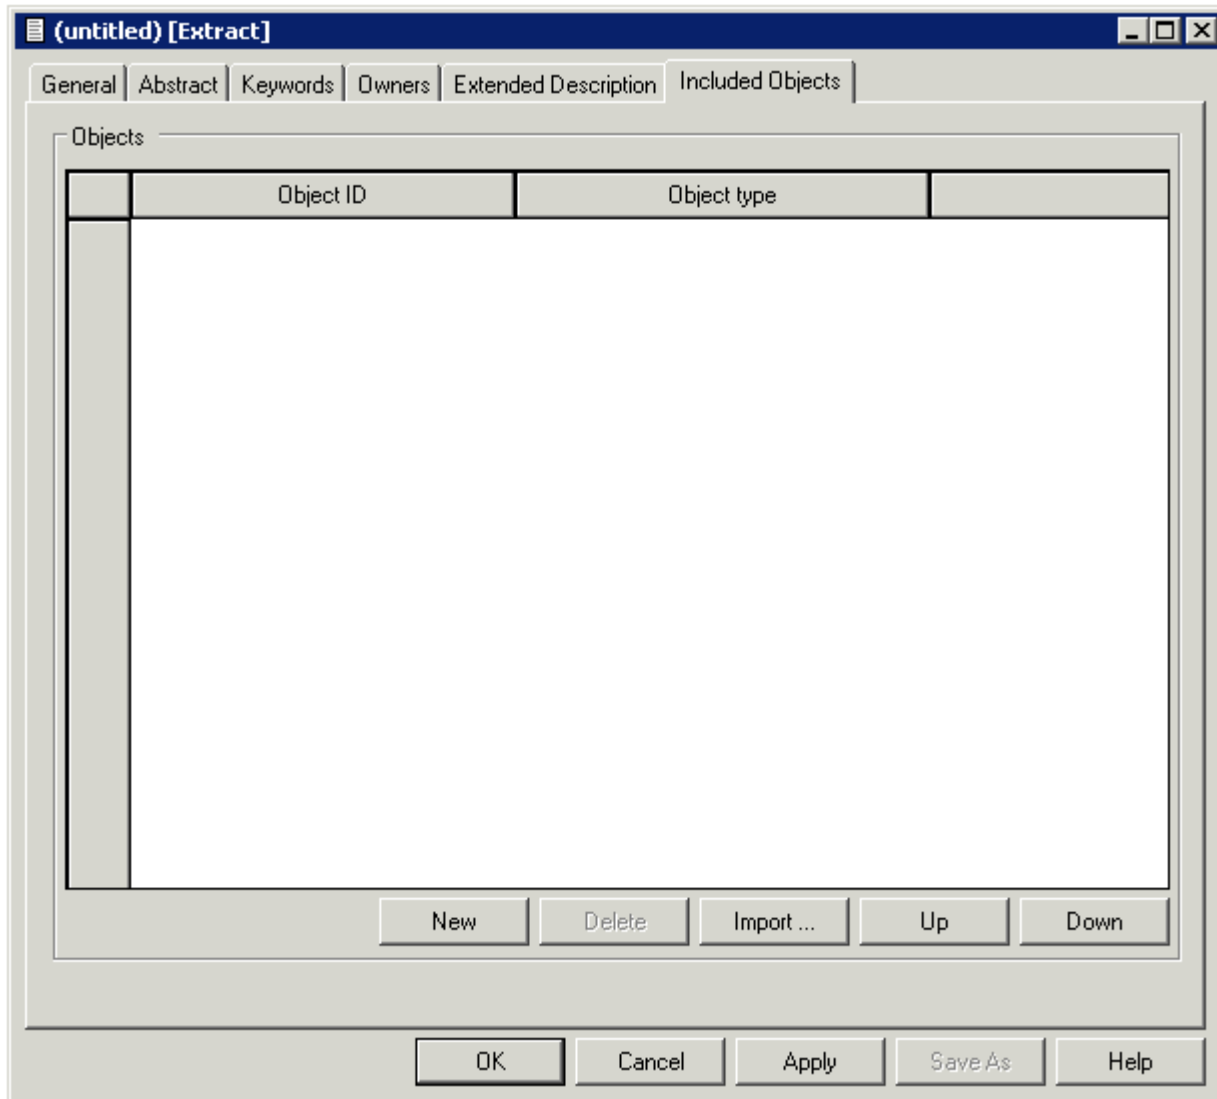 (untitled) [Extract]
General Abstract Keywords Owners Extended Description Included Objects
Objects
Object ID Object type
New Delete Import ... Up Down
OK Cancel Apply Save As Help